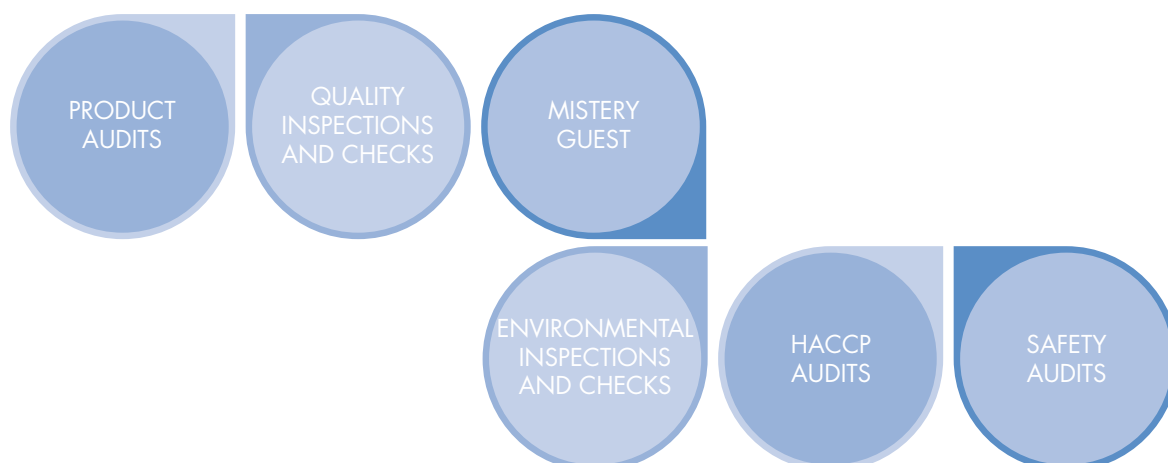 PRODUCT
AUDITS
QUALITY
INSPECTIONS
AND CHECKS
MISTERY
GUEST
ENVIRONMENTAL
INSPECTIONS
AND CHECKS
HACCP
AUDITS
SAFETY
AUDITS